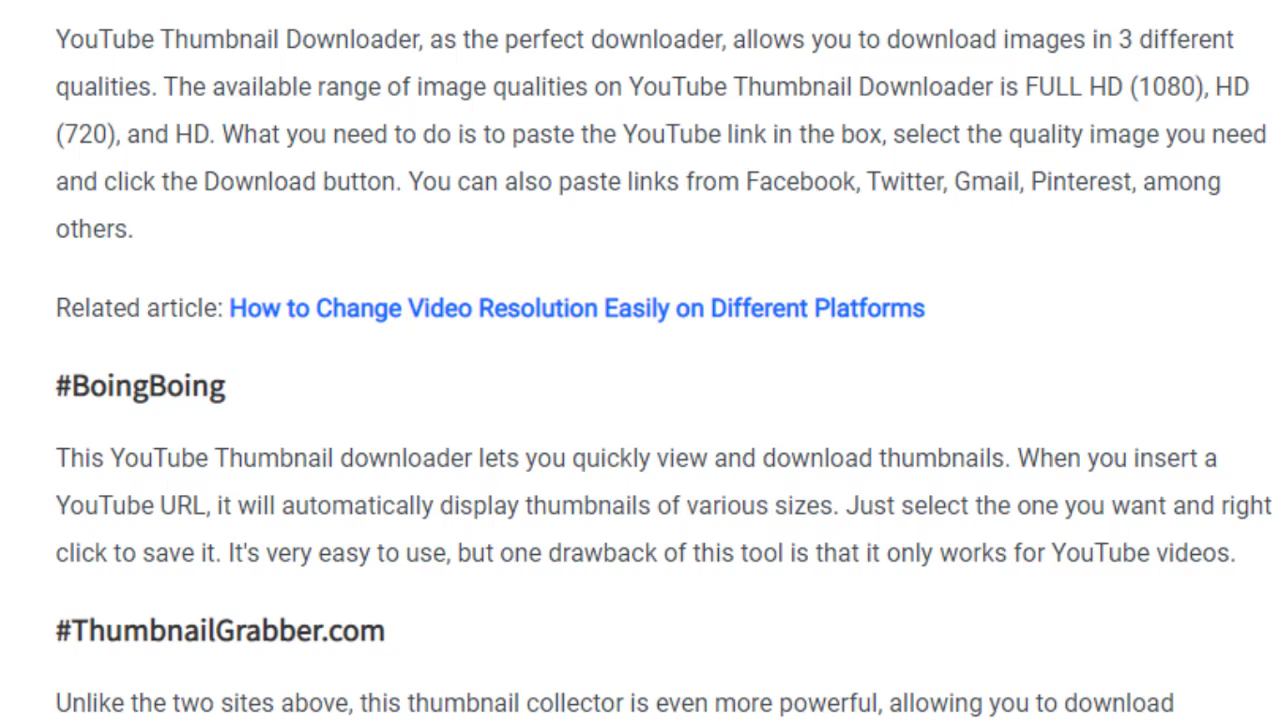 YouTube Thumbnail Downloader, as the perfect downloader, allows you to download images in 3 different
qualities. The available range of image qualities on YouTube Thumbnail Downloader is FULL HD (1080), HD
(720), and HD. What you need to do is to paste the YouTube link in the box, select the quality image you need
and click the Download button. You can also paste links from Facebook, Twitter, Gmail, Pinterest, among
others.
Related article: How to Change Video Resolution Easily on Different Platforms
#BoingBoing
This YouTube Thumbnail downloader lets you quickly view and download thumbnails. When you insert a
YouTube URL, it will automatically display thumbnails of various sizes. Just select the one you want and right
click to save it. It's very easy to use, but one drawback of this tool is that it only works for YouTube videos.
#ThumbnailGrabber.com
Unlike the two sites above, this thumbnail collector is even more powerful, allowing you to download